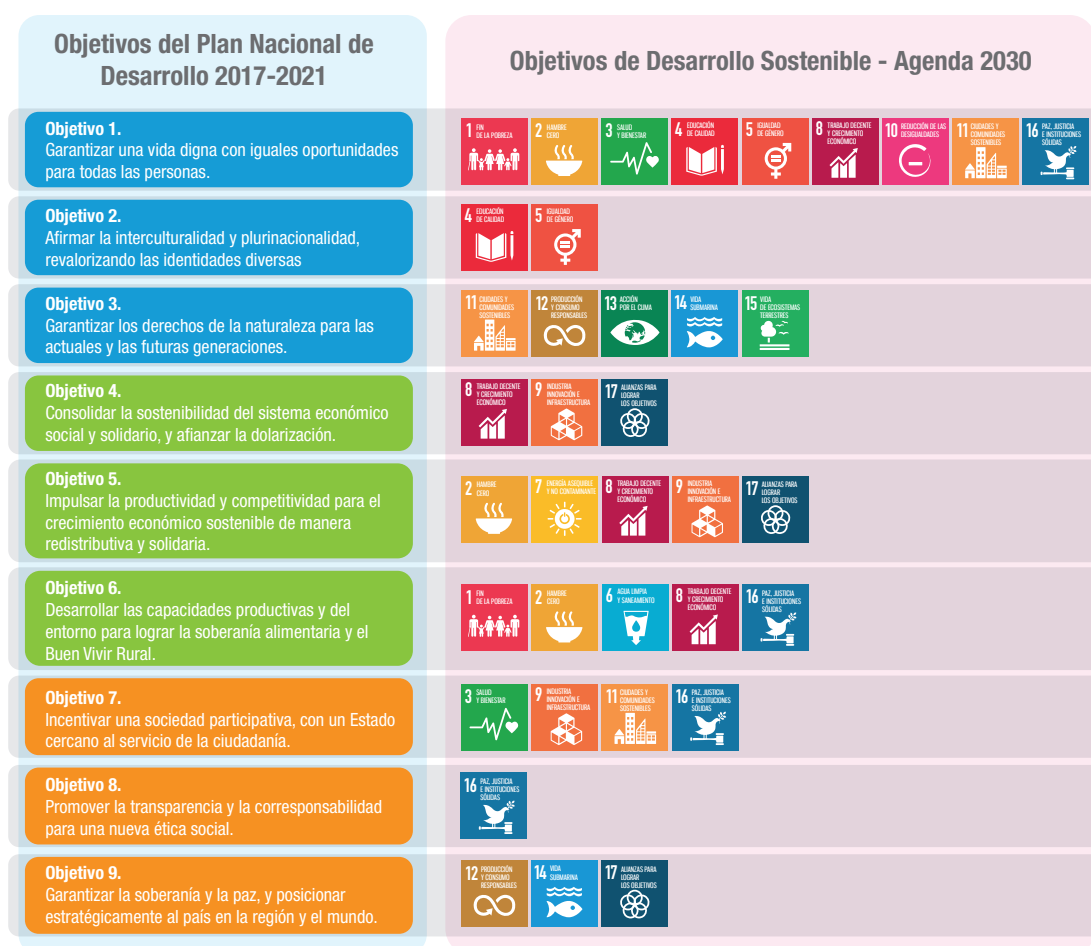 Objetivos del Plan Nacional de
Desarrollo 2017-2021
Objetivos de Desarrollo Sostenible - Agenda 2030
Objetivo 1.
Garantizar una vida digna con iguales oportunidades
para todas las personas.
1 FIN
DE LA POBREZA
2 HAMBRE
CERO
3 SALUD
Y BIENESTAR
4 EDUCACIÓN
DE CALIDAD
5 IGUALDAD
DE GÉNERO
8 TRABAJO DECENTE
Y CRECIMIENTO
ECONÓMICO
10 REDUCCIÓN DE LAS
DESIGUALDADES
11 CIUDADES Y
COMUNIDADES
SOSTENIBLES
16 PAZ, JUSTICIA
E INSTITUCIONES
SÓLIDAS
Objetivo 2.
Afirmar la interculturalidad y plurinacionalidad,
revalorizando las identidades diversas
4 EDUCACIÓN
DE CALIDAD
5 IGUALDAD
DE GÉNERO
Objetivo 3.
Garantizar los derechos de la naturaleza para las
actuales y las futuras generaciones.
11 CIUDADES Y
COMUNIDADES
SOSTENIBLES
12 PRODUCCIÓN
Y CONSUMO
RESPONSABLES
13 ACCIÓN
POR EL CLIMA
14 VIDA
SUBMARINA
15 VIDA
DE ECOSISTEMAS
TERRESTRES
Objetivo 4.
Consolidar la sostenibilidad del sistema económico
social y solidario, y afianzar la dolarización.
8 TRABAJO DECENTE
Y CRECIMIENTO
ECONÓMICO
9 INDUSTRIA
INNOVACIÓN E
INFRAESTRUCTURA
17 ALIANZAS PARA
LOGRAR
LOS OBJETIVOS
Objetivo 5.
Impulsar la productividad y competitividad para el
crecimiento económico sostenible de manera
redistributiva y solidaria.
2 HAMBRE
CERO
7 ENERGÍA ASEQUIBLE
Y NO CONTAMINANTE
8 TRABAJO DECENTE
Y CRECIMIENTO
ECONÓMICO
9 INDUSTRIA
INNOVACIÓN E
INFRAESTRUCTURA
17 ALIANZAS PARA
LOGRAR
LOS OBJETIVOS
Objetivo 6.
Desarrollar las capacidades productivas y del
entorno para lograr la soberanía alimentaria y el
Buen Vivir Rural.
1 FIN
DE LA POBREZA
2 HAMBRE
CERO
6 AGUA LIMPIA
Y SANEAMIENTO
8 TRABAJO DECENTE
Y CRECIMIENTO
ECONÓMICO
16 PAZ, JUSTICIA
E INSTITUCIONES
SÓLIDAS
Objetivo 7.
Incentivar una sociedad participativa, con un Estado
cercano al servicio de la ciudadanía.
3 SALUD
Y BIENESTAR
9 INDUSTRIA
INNOVACIÓN E
INFRAESTRUCTURA
11 CIUDADES Y
COMUNIDADES
SOSTENIBLES
16 PAZ, JUSTICIA
E INSTITUCIONES
SÓLIDAS
Objetivo 8.
Promover la transparencia y la corresponsabilidad
para una nueva ética social.
16 PAZ, JUSTICIA
E INSTITUCIONES
SÓLIDAS
Objetivo 9.
Garantizar la soberanía y la paz, y posicionar
estratégicamente al país en la región y el mundo.
12 PRODUCCIÓN
Y CONSUMO
RESPONSABLES
14 VIDA
SUBMARINA
17 ALIANZAS PARA
LOGRAR
LOS OBJETIVOS